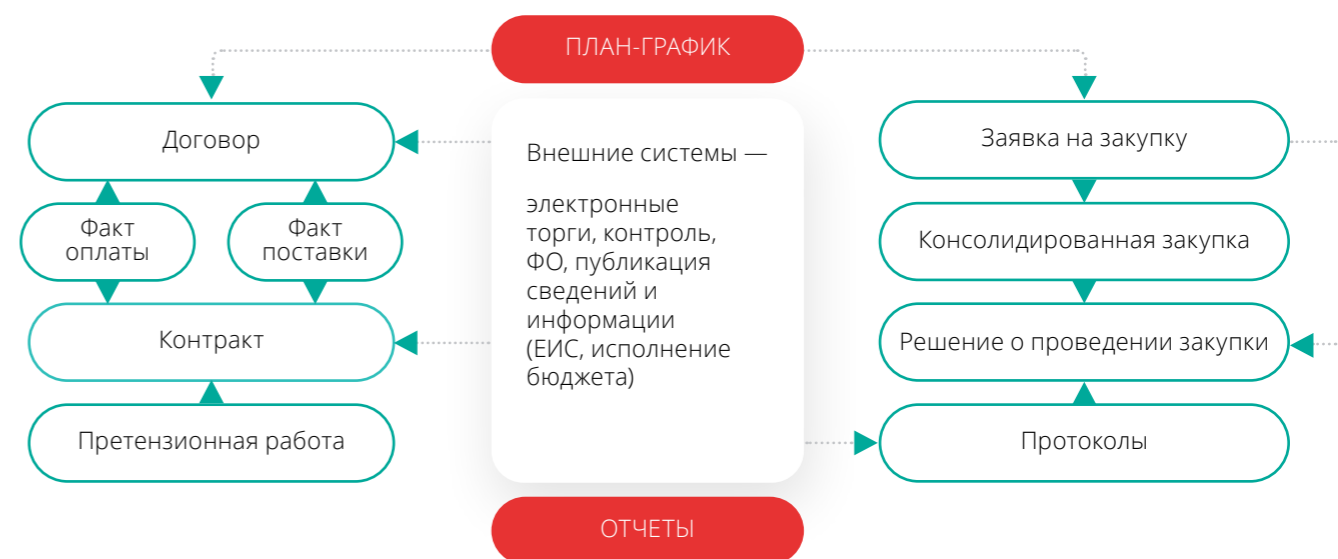 ПЛАН-ГРАФИК
Договор
Факт
оплаты
Факт
поставки
Контракт
Претензионная работа
Внешние системы —
электронные
торги, контроль,
ФО, публикация
сведений и
информации
(ЕИС, исполнение
бюджета)
Заявка на закупку
Консолидированная закупка
Решение о проведении закупки
Протоколы
ОТЧЕТЫ